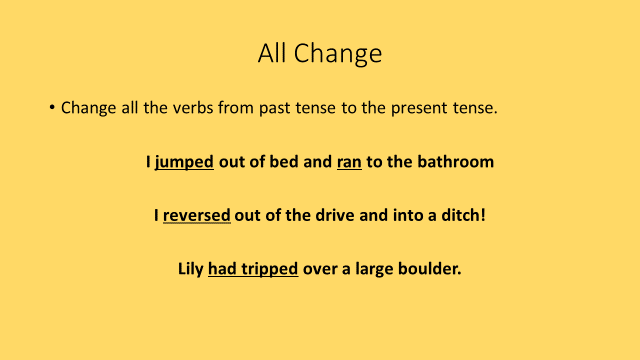 All Change
• Change all the verbs from past tense to the present tense.
I jumped out of bed and ran to the bathroom
I reversed out of the drive and into a ditch!
Lily had tripped over a large boulder.